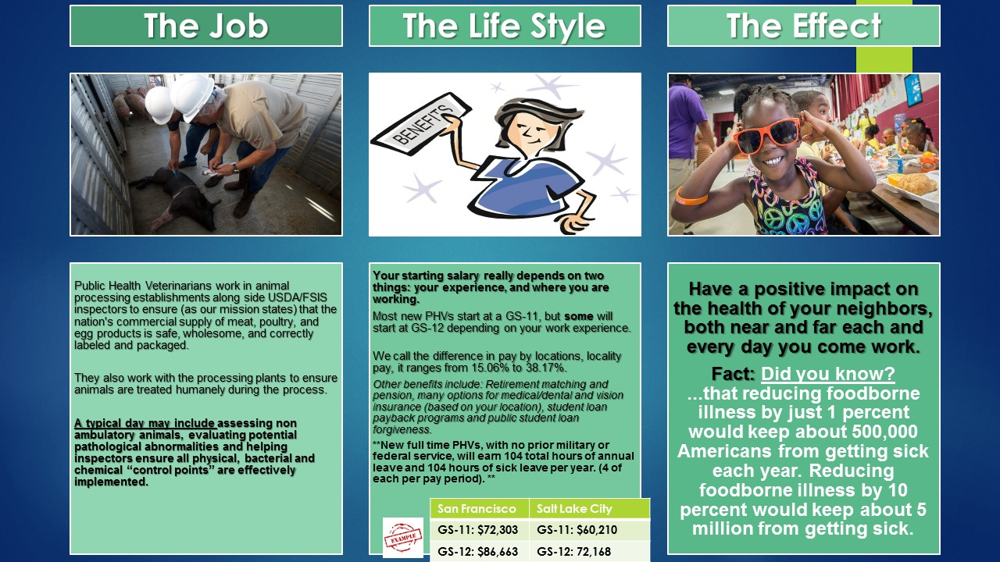 The Job
The Life Style
The Effect
BENEFITS
Public Health Veterinarians work in animal
processing establishments along side USDA/FSIS
inspectors to ensure (as our mission states) that the
nation's commercial supply of meat, poultry, and
egg products is safe, wholesome, and correctly
labeled and packaged.
They also work with the processing plants to ensure
animals are treated humanely during the process.
A typical day may include assessing non
ambulatory animals, evaluating potential
pathological abnormalities and helping
inspectors ensure all physical, bacterial and
chemical “control points” are effectively
implemented.
Your starting salary really depends on two
things: your experience, and where you are
working.
Most new PHVs start at a GS-11, but some will
start at GS-12 depending on your work experience.
We call the difference in pay by locations, locality
pay, it ranges from 15.06% to 38.17%.
Other benefits include: Retirement matching and
pension, many options for medical/dental and vision
insurance (based on your location), student loan
payback programs and public student loan
forgiveness.
**New full time PHVs, with no prior military or
federal service, will earn 104 total hours of annual
leave and 104 hours of sick leave per year. (4 of
each per pay period). **
EXAMPLE
San Francisco Salt Lake City
GS-11: $72,303 GS-11: $60,210
GS-12: $86,663 GS-12: 72,168
Have a positive impact on
the health of your neighbors,
both near and far each and
every day you come work.
Fact: Did you know?
...that reducing foodborne
illness by just 1 percent
would keep about 500,000
Americans from getting sick
each year. Reducing
foodborne illness by 10
percent would keep about 5
million from getting sick.